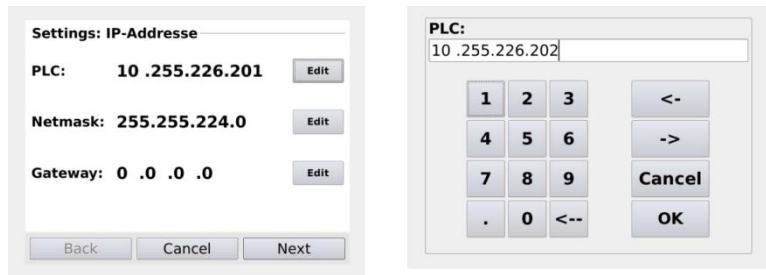 Settings: IP-Addresse
PLC: 10 .255.226.201 Edit
Netmask: 255.255.224.0 Edit
Gateway: 0 .0 .0 .0 Edit
Back Cancel Next
PLC:
10 .255.226.202
1 2 3 <-
4 5 6 ->
7 8 9 Cancel
. 0 <-- OK